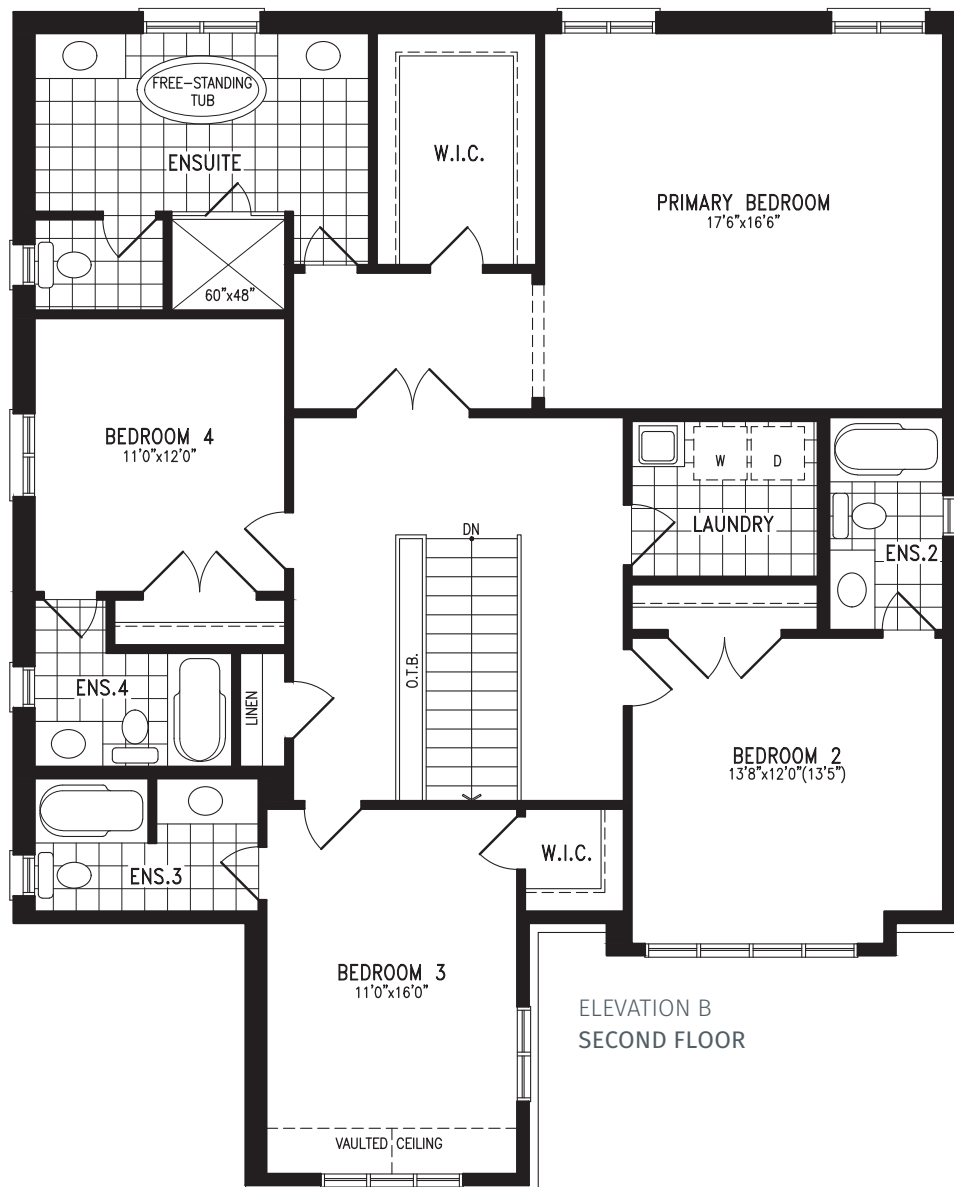 FREE-STANDING
TUB
ENSUITE
W.I.C.
PRIMARY BEDROOM
17'6"x16'6"
60"x48"
BEDROOM 4
11'0"x12'0"
W
D
LAUNDRY
DN
ENS.2
O.T.B.
ENS.4
LINEN
BEDROOM 2
13'8"x12'0"(13'5")
W.I.C.
ENS.3
BEDROOM 3
11'0"x16'0"
ELEVATION B
SECOND FLOOR
VAULTED CEILING